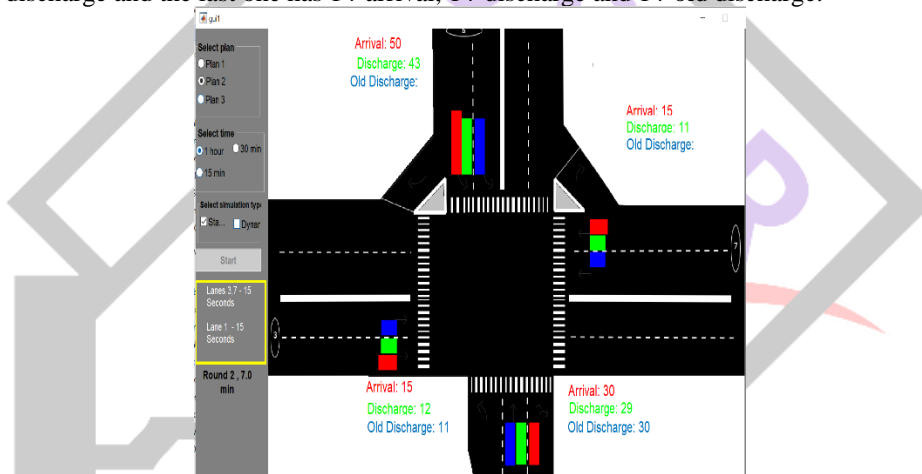 discharge and the last one has 14 arrival, 14 discharge and 14 old discharge.
gui1
Select plan
Plan 1
Plan 2
Plan 3
Select time
1 hour
30 min
15 min
Select simulation type
Sta...
Dynar
Start
Lanes 3.7 - 15
Seconds
Lane 1 - 15
Seconds
Round 2 , 7.0
min
Arrival: 50
Discharge: 43
Old Discharge:
5
Arrival: 15
Discharge: 11
Old Discharge:
7
3
Arrival: 15
Discharge: 12
Old Discharge: 11
Arrival: 30
Discharge: 29
Old Discharge: 30